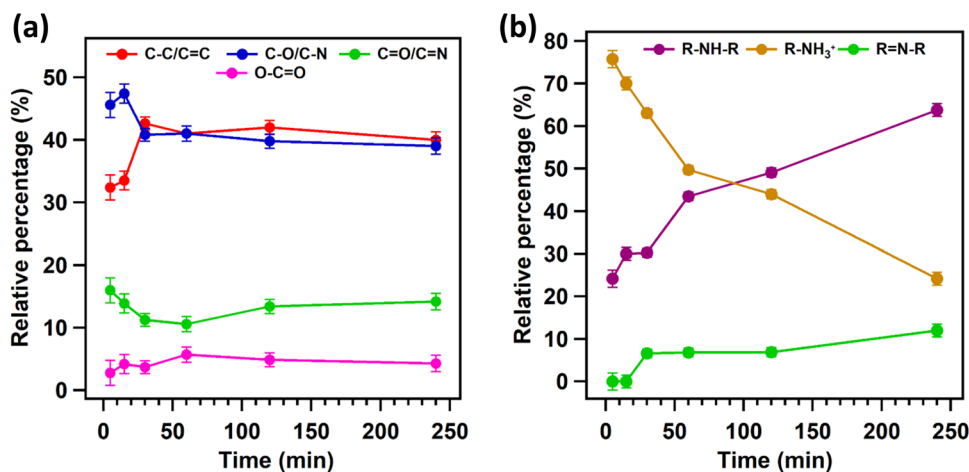 (a)
C-C/C=C C-O/C-N C=O/C=N
O-C=O
Relative percentage (%)
50
40
30
20
10
0
0 50 100 150 200 250
Time (min)
(b)
R-NH-R R-NH₃⁺ R=N-R
Relative percentage (%)
80
70
60
50
40
30
20
10
0
0 50 100 150 200 250
Time (min)